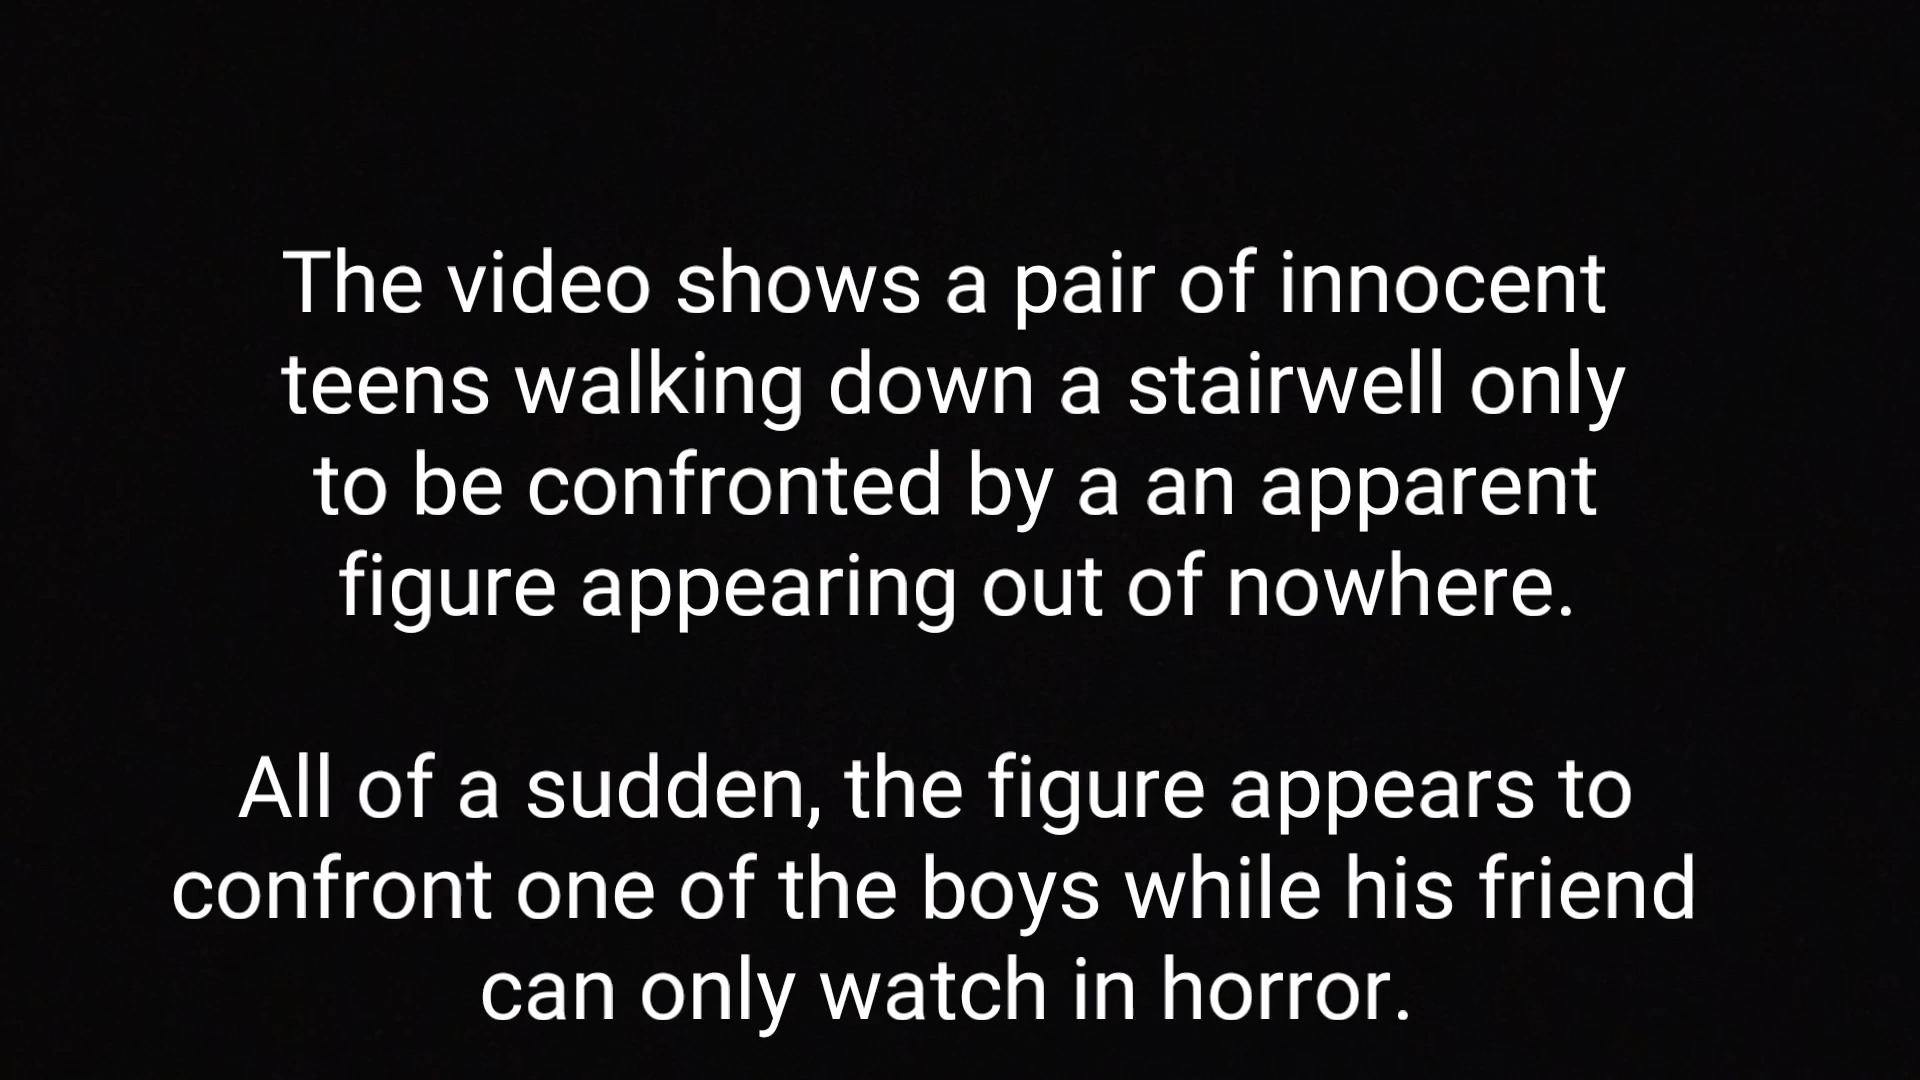 The video shows a pair of innocent
teens walking down a stairwell only
to be confronted by a an apparent
figure appearing out of nowhere.
All of a sudden, the figure appears to
confront one of the boys while his friend
can only watch in horror.